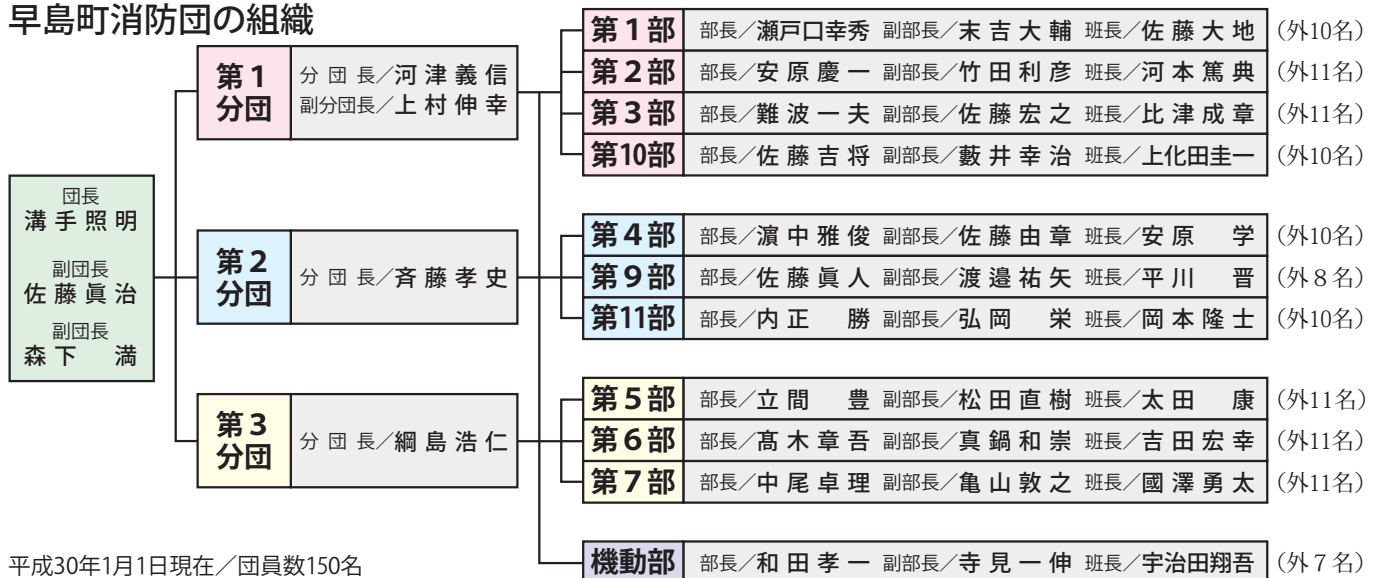 早島町消防団の組織
団長
溝手照明
副団長
佐藤眞治
副団長
森下　満
第1分団
分団長／河津義信
副分団長／上村伸幸
第1部 部長／瀬戸口幸秀 副部長／末吉大輔 班長／佐藤大地 (外10名)
第2部 部長／安原慶一 副部長／竹田利彦 班長／河本篤典 (外11名)
第3部 部長／難波一夫 副部長／佐藤宏之 班長／比津成章 (外11名)
第10部 部長／佐藤吉将 副部長／藪井幸治 班長／上化田圭一 (外10名)
第2分団
分団長／斉藤孝史
第4部 部長／濵中雅俊 副部長／佐藤由章 班長／安原　学 (外10名)
第9部 部長／佐藤眞人 副部長／渡邉祐矢 班長／平川　晋 (外8名)
第11部 部長／内正　勝 副部長／弘岡　栄 班長／岡本隆士 (外10名)
第3分団
分団長／綱島浩仁
第5部 部長／立間　豊 副部長／松田直樹 班長／太田　康 (外11名)
第6部 部長／髙木章吾 副部長／真鍋和崇 班長／吉田宏幸 (外11名)
第7部 部長／中尾卓理 副部長／亀山敦之 班長／國澤勇太 (外11名)
機動部 部長／和田孝一 副部長／寺見一伸 班長／宇治田翔吾 (外7名)
平成30年1月1日現在／団員数150名